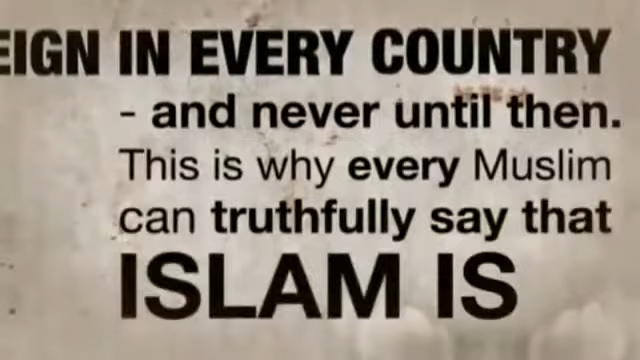 EIGN IN EVERY COUNTRY
- and never until then.
This is why every Muslim
can truthfully say that
ISLAM IS